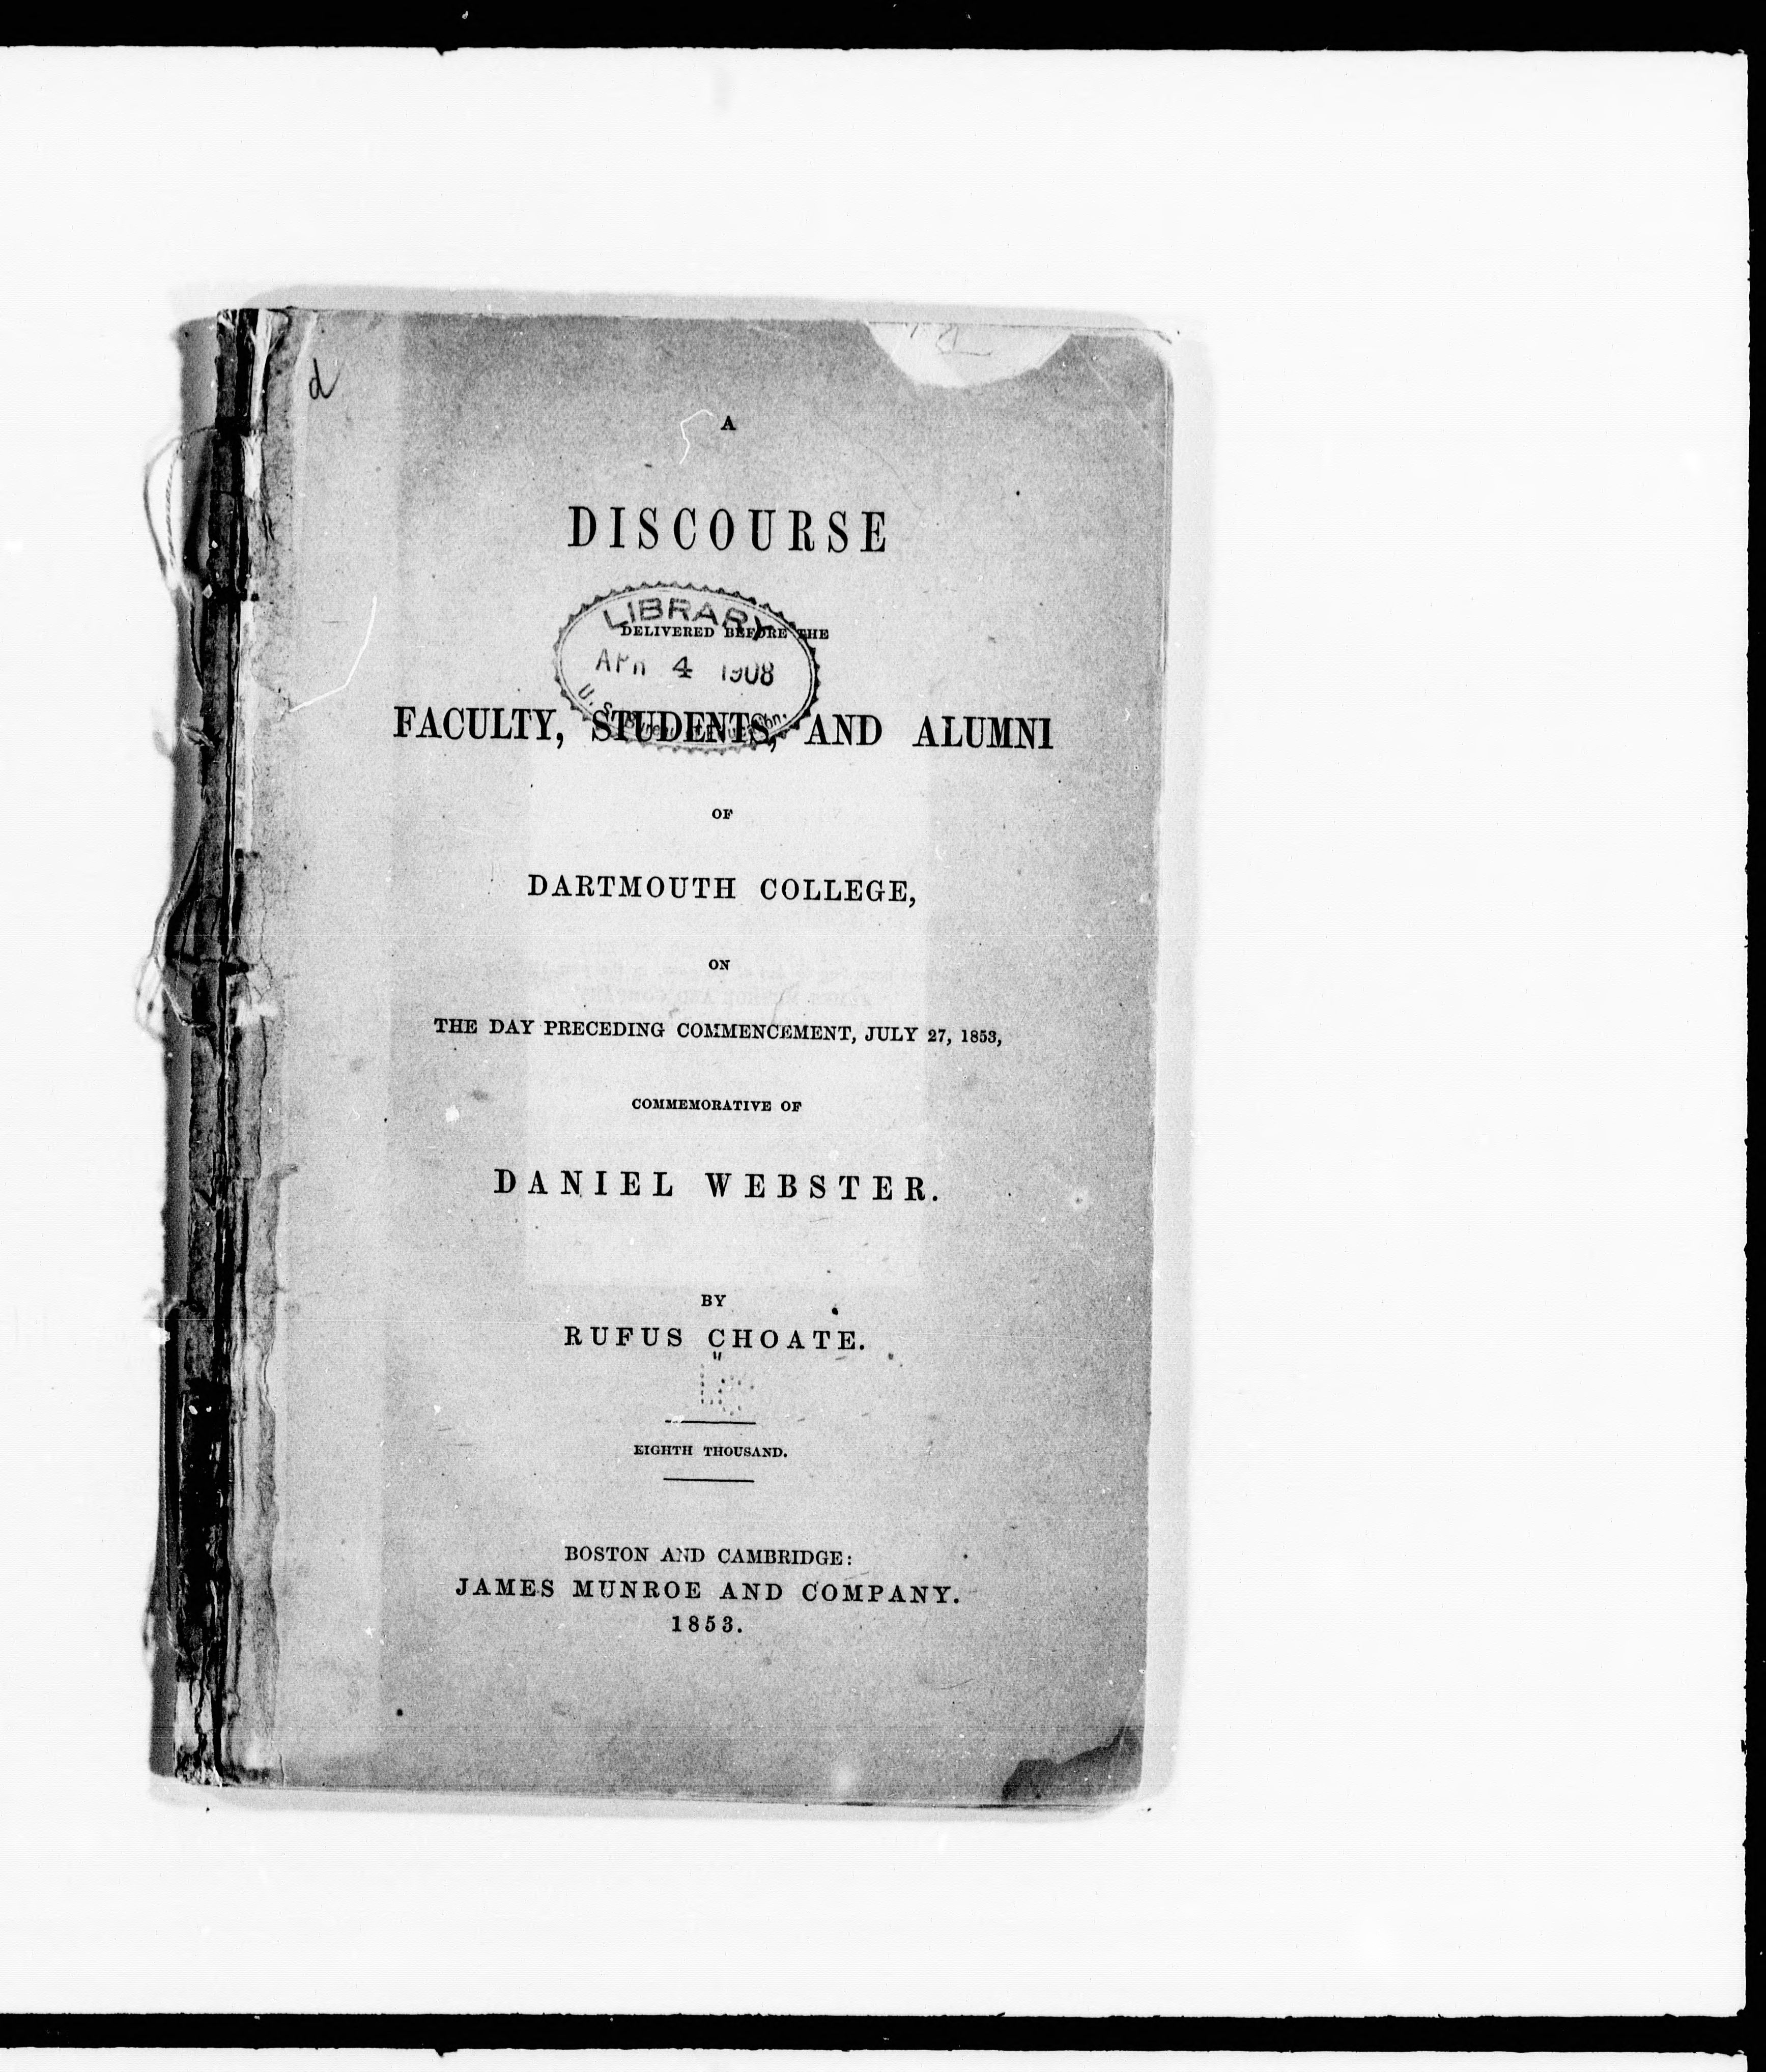 d
A
DISCOURSE
LIBRARY
DELIVERED BEFORE THE
APR 4 1908
U. S.
FACULTY, STUDENTS, AND ALUMNI
OF
DARTMOUTH COLLEGE,
ON
THE DAY PRECEDING COMMENCEMENT, JULY 27, 1853,
COMMEMORATIVE OF
DANIEL WEBSTER.
BY
RUFUS CHOATE.
EIGHTH THOUSAND.
BOSTON AND CAMBRIDGE:
JAMES MUNROE AND COMPANY.
1853.